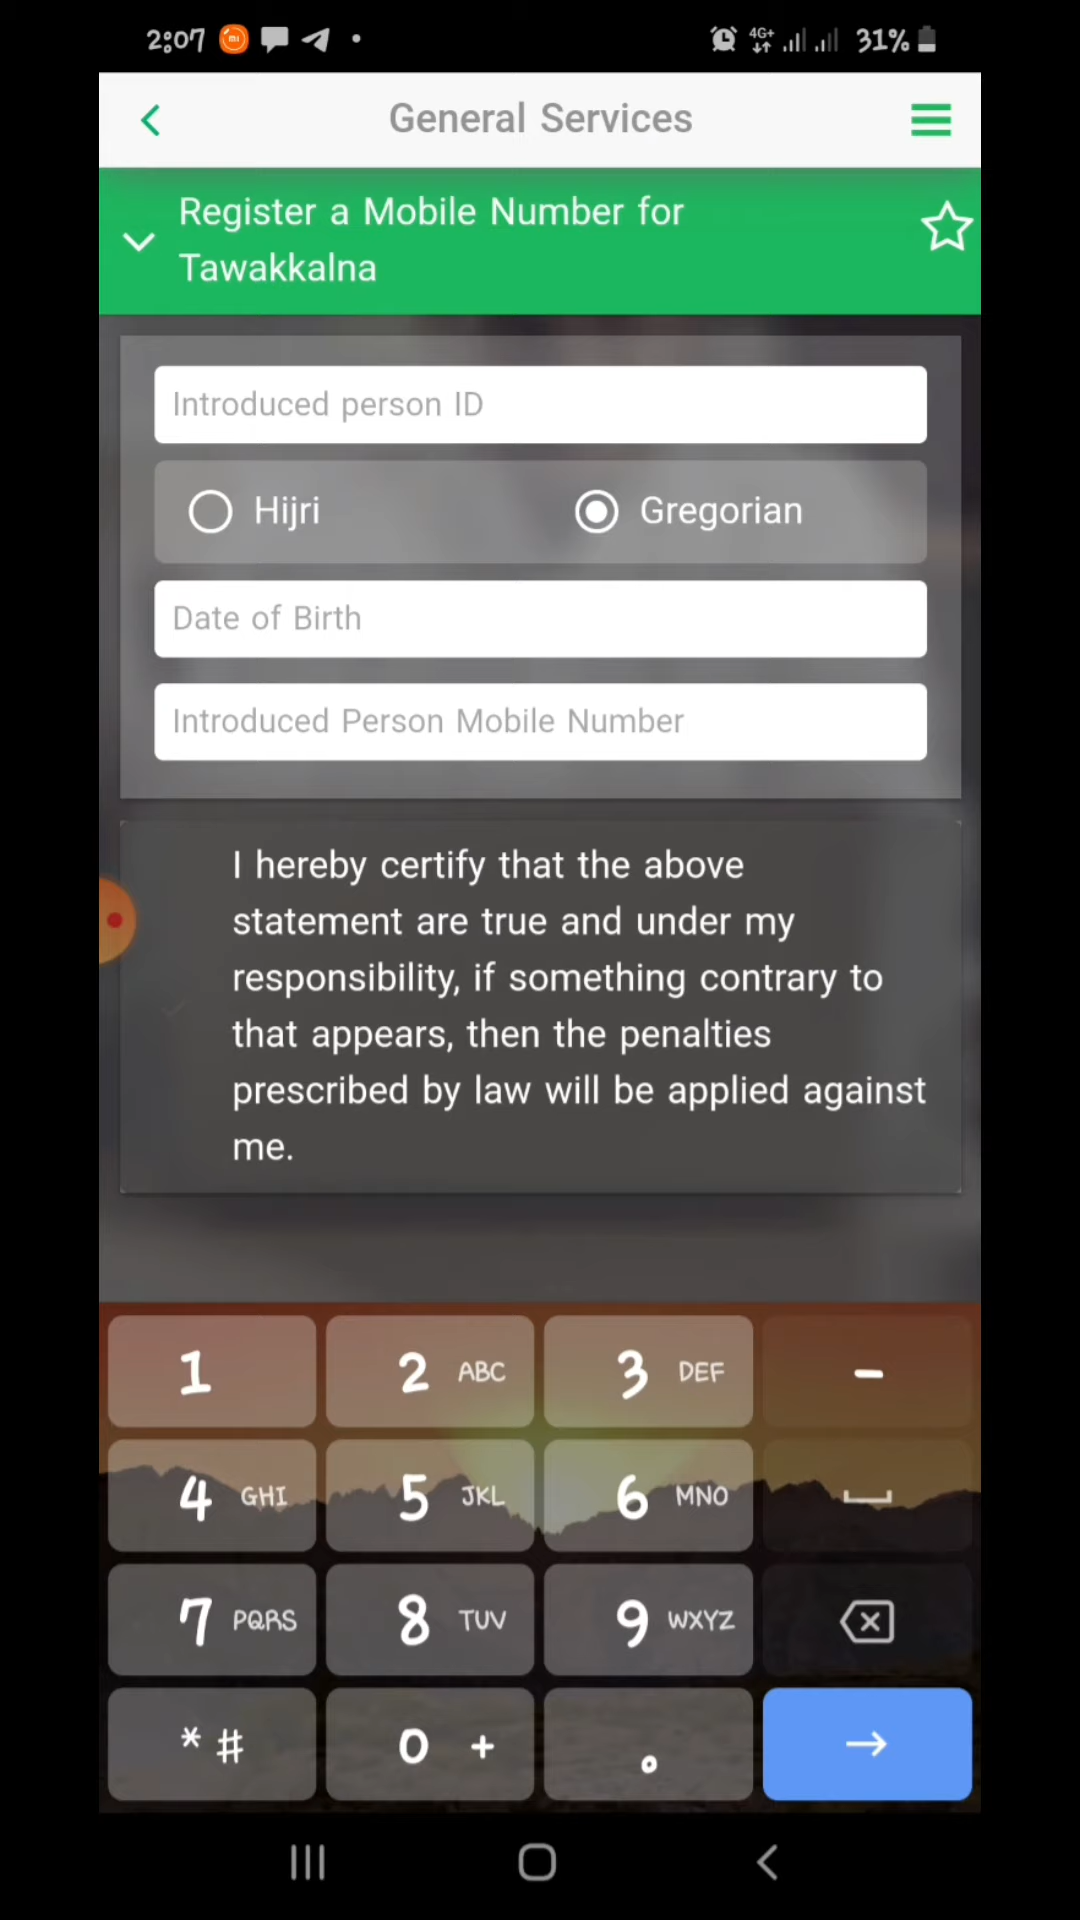 2:07 mi 4G+ 31%
General Services
Register a Mobile Number for
Tawakkalna
Introduced person ID
Hijri Gregorian
Date of Birth
Introduced Person Mobile Number
I hereby certify that the above
statement are true and under my
responsibility, if something contrary to
that appears, then the penalties
prescribed by law will be applied against
me.
1 2 ABC 3 DEF -
4 GHI 5 JKL 6 MNO
7 PQRS 8 TUV 9 WXYZ
* # 0 + .